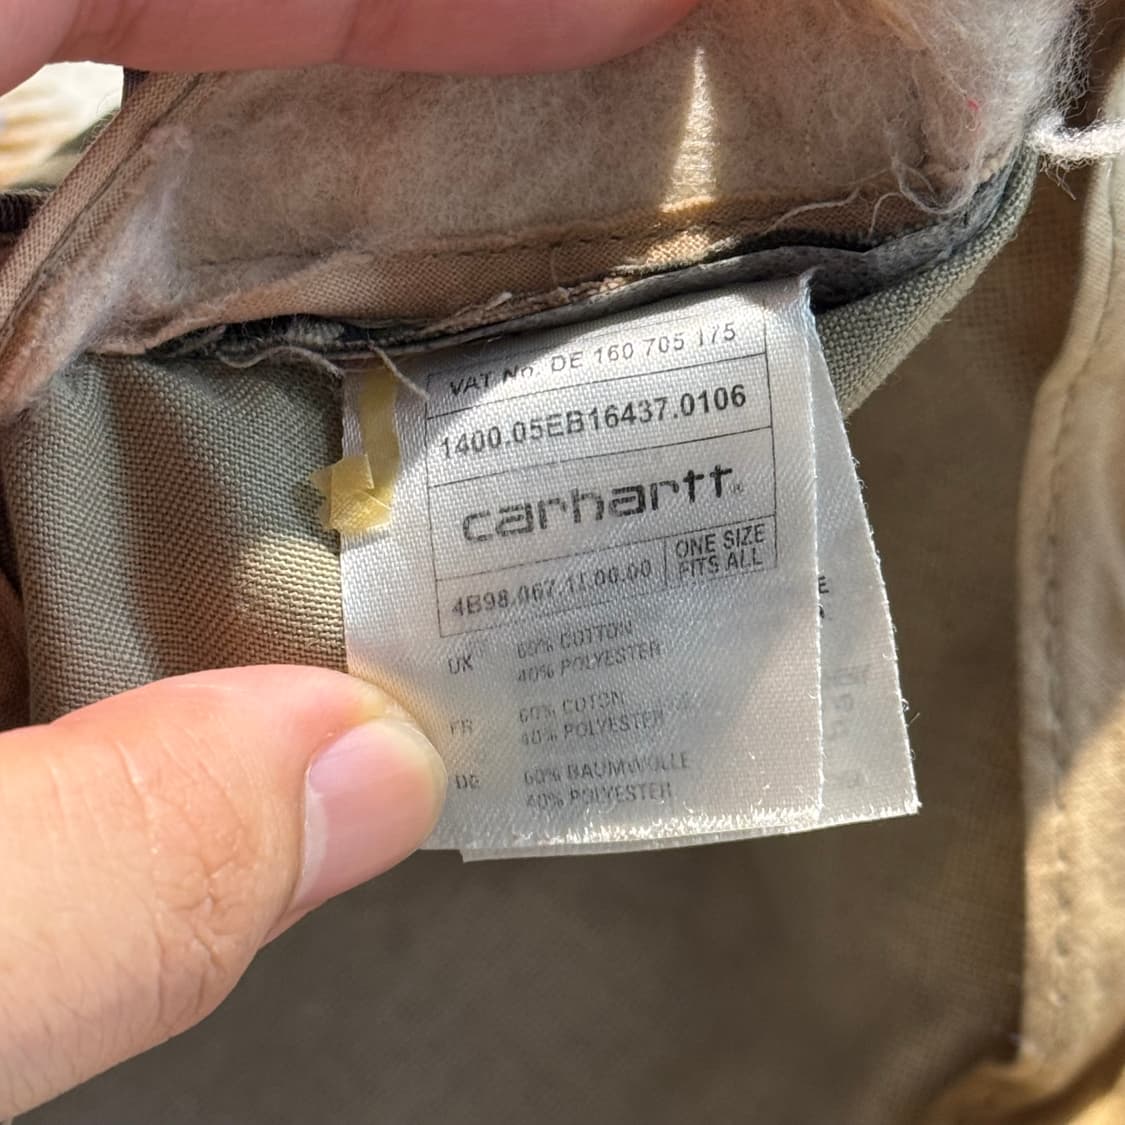 VAT No. DE 160 705 175
1400.05EB16437.0106
carhartt®
4B98.067.11.00.00
ONE SIZE
FITS ALL
UK 60% COTTON
40% POLYESTER
FR 60% COTON
40% POLYESTER
DE 60% BAUMWOLLE
40% POLYESTER
E